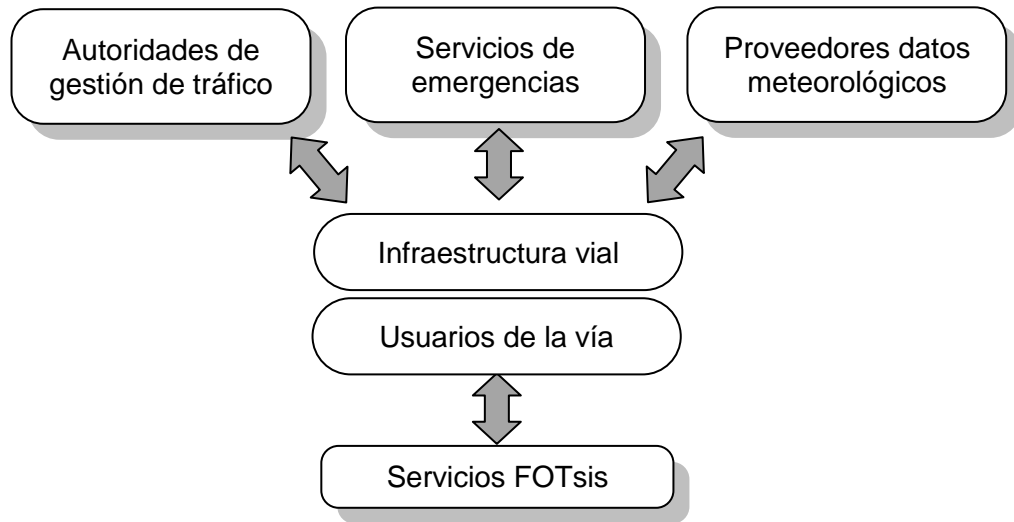 Autoridades de
gestión de tráfico
Servicios de
emergencias
Proveedores datos
meteorológicos
Infraestructura vial
Usuarios de la vía
Servicios FOTsis